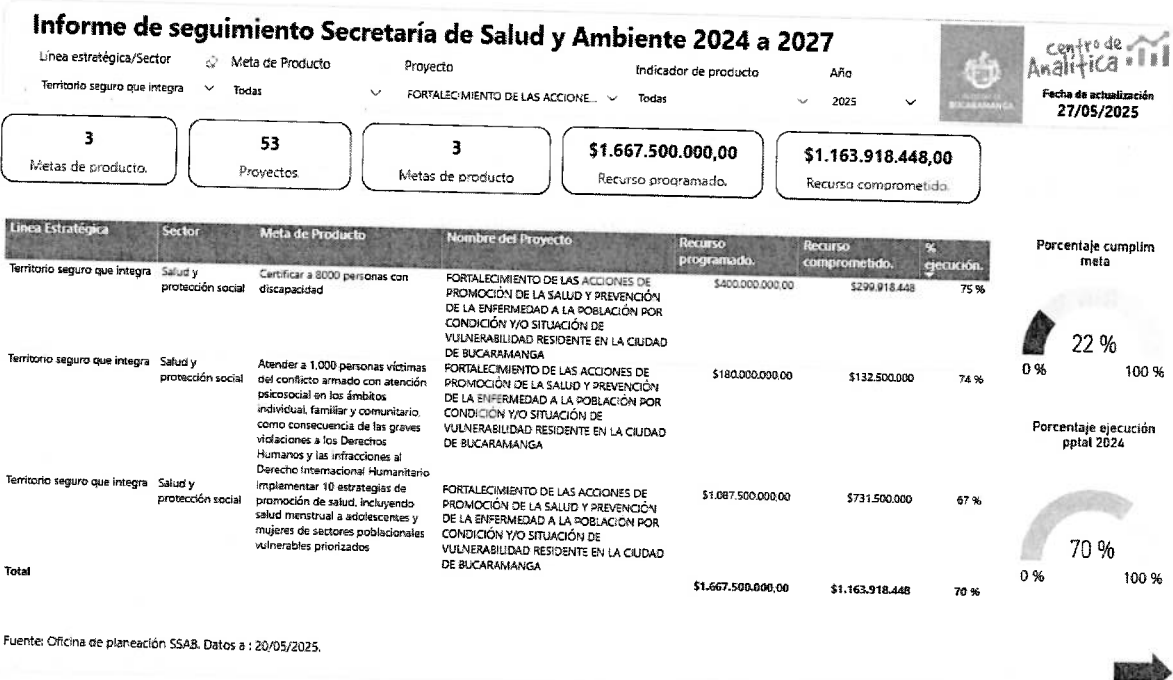 Informe de seguimiento Secretaría de Salud y Ambiente 2024 a 2027
Línea estratégica/Sector
Meta de Producto
Proyecto
Indicador de producto
Año
Territorio seguro que integra
Todas
FORTALECIMIENTO DE LAS ACCIONE...
Todas
2025
BUCARAMANGA
Centro de
Analítica
Fecha de actualización
27/05/2025
3
Metas de producto.
53
Proyectos
3
Metas de producto
$1.667.500.000,00
Recurso programado.
$1.163.918.448,00
Recurso comprometido.
Línea Estratégica
Sector
Meta de Producto
Nombre del Proyecto
Recurso
programado.
Recurso
comprometido.
%
ejecución.
Territorio seguro que integra
Salud y
protección social
Certificar a 8000 personas con
discapacidad
FORTALECIMIENTO DE LAS ACCIONES DE
PROMOCIÓN DE LA SALUD Y PREVENCIÓN
DE LA ENFERMEDAD A LA POBLACIÓN POR
CONDICIÓN Y/O SITUACIÓN DE
VULNERABILIDAD RESIDENTE EN LA CIUDAD
DE BUCARAMANGA
$400.000.000,00
$299.918.448
75 %
Territorio seguro que integra
Salud y
protección social
Atender a 1.000 personas víctimas
del conflicto armado con atención
psicosocial en los ámbitos
individual, familiar y comunitario,
como consecuencia de las graves
violaciones a los Derechos
Humanos y las infracciones al
Derecho Internacional Humanitario
FORTALECIMIENTO DE LAS ACCIONES DE
PROMOCIÓN DE LA SALUD Y PREVENCIÓN
DE LA ENFERMEDAD A LA POBLACIÓN POR
CONDICIÓN Y/O SITUACIÓN DE
VULNERABILIDAD RESIDENTE EN LA CIUDAD
DE BUCARAMANGA
$180.000.000,00
$132.500.000
74 %
Territorio seguro que integra
Salud y
protección social
Implementar 10 estrategias de
promoción de salud, incluyendo
salud menstrual a adolescentes y
mujeres de sectores poblacionales
vulnerables priorizados
FORTALECIMIENTO DE LAS ACCIONES DE
PROMOCIÓN DE LA SALUD Y PREVENCIÓN
DE LA ENFERMEDAD A LA POBLACIÓN POR
CONDICIÓN Y/O SITUACIÓN DE
VULNERABILIDAD RESIDENTE EN LA CIUDAD
DE BUCARAMANGA
$1.087.500.000,00
$731.500.000
67 %
Total
$1.667.500.000,00
$1.163.918.448
70 %
Porcentaje cumplim
meta
22 %
0 %
100 %
Porcentaje ejecución
pptal 2024
70 %
0 %
100 %
Fuente: Oficina de planeación SSAB. Datos a : 20/05/2025.